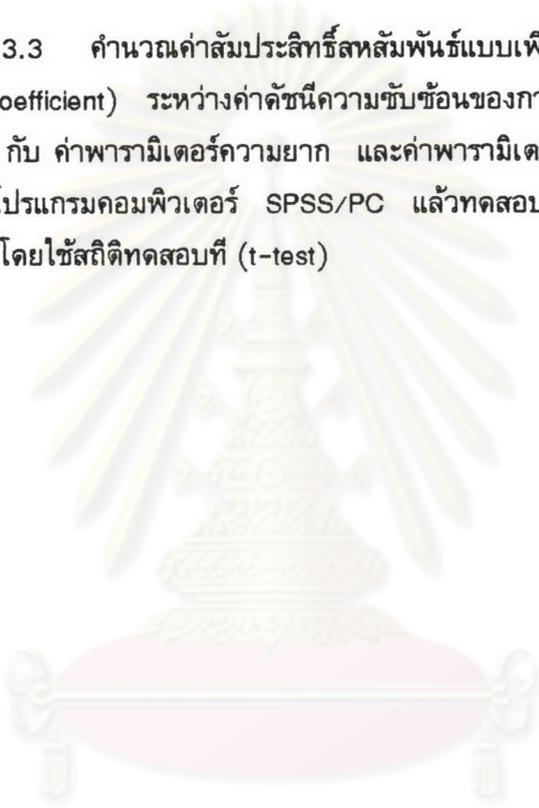 3.3 คำนวณค่าสัมประสิทธิ์สหสัมพันธ์แบบเพี
oefficient) ระหว่างค่าดัชนีความซับซ้อนของกา
กับ ค่าพารามิเตอร์ความยาก และค่าพารามิเต
โปรแกรมคอมพิวเตอร์ SPSS/PC แล้วทดสอบ
โดยใช้สถิติทดสอบที (t-test)